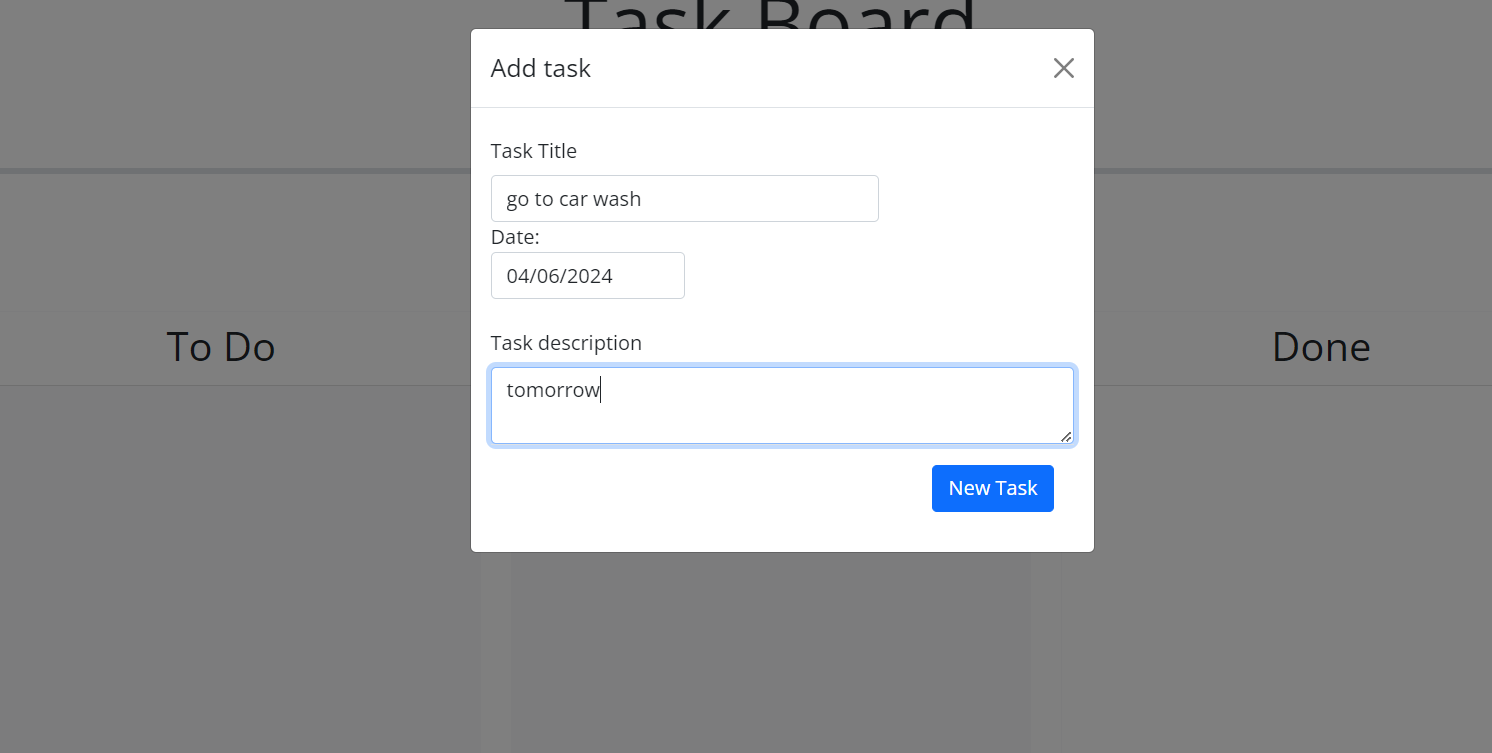 Task Board
Add task
Task Title
go to car wash
Date:
04/06/2024
To Do
Done
Task description
tomorrow
New Task